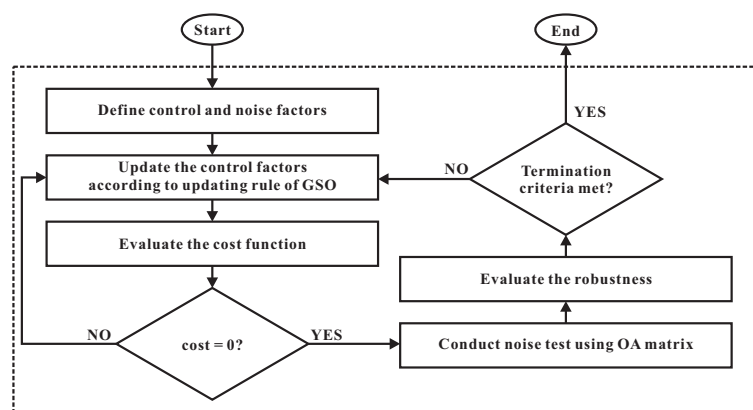 Start
Define control and noise factors
Update the control factors
according to updating rule of GSO
Evaluate the cost function
cost = 0?
NO
YES
Conduct noise test using OA matrix
Evaluate the robustness
Termination
criteria met?
NO
YES
End